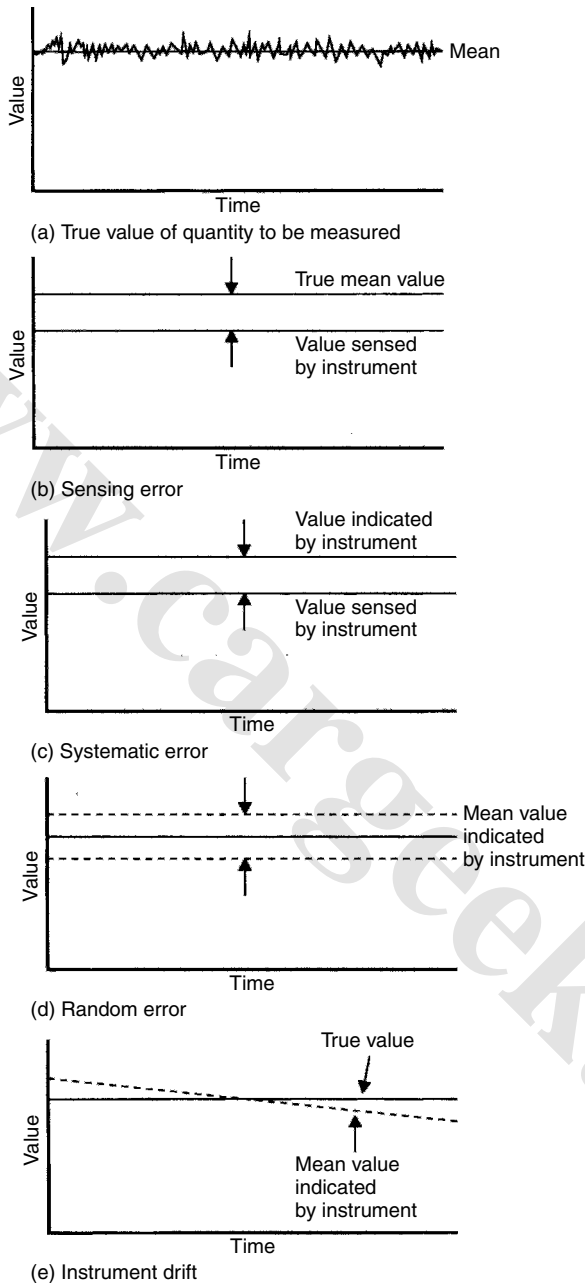 Mean
Value
Time
(a) True value of quantity to be measured
True mean value
Value sensed
by instrument
Value
Time
(b) Sensing error
Value indicated
by instrument
Value sensed
by instrument
Value
Time
(c) Systematic error
Mean value
indicated
by instrument
Value
Time
(d) Random error
True value
Value
Mean value
indicated
by instrument
Time
(e) Instrument drift
w.cargeek